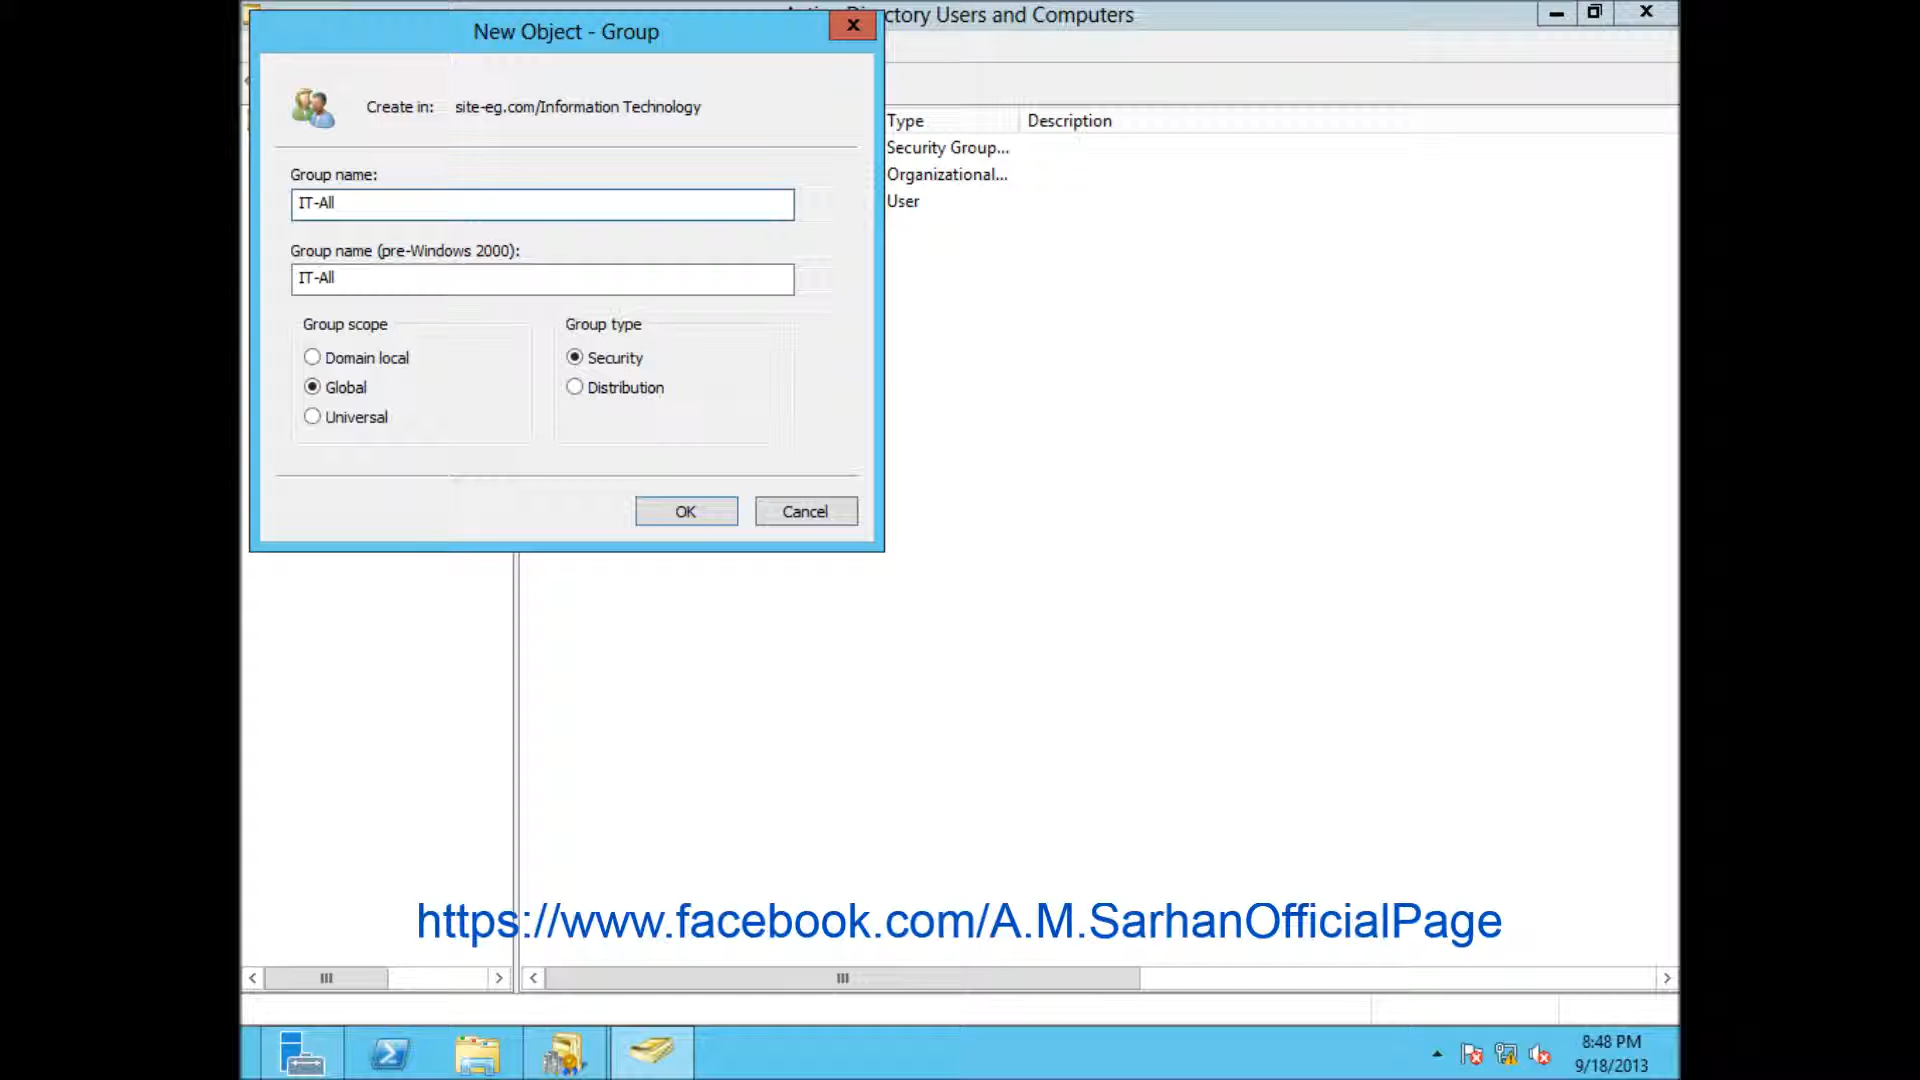 New Object - Group
Directory Users and Computers
Create in: site-eg.com/Information Technology
Type Description
Security Group...
Organizational...
User
Group name:
IT-All
Group name (pre-Windows 2000):
IT-All
Group scope
Domain local
Global
Universal
Group type
Security
Distribution
OK Cancel
https://www.facebook.com/A.M.SarhanOfficialPage
8:48 PM
9/18/2013